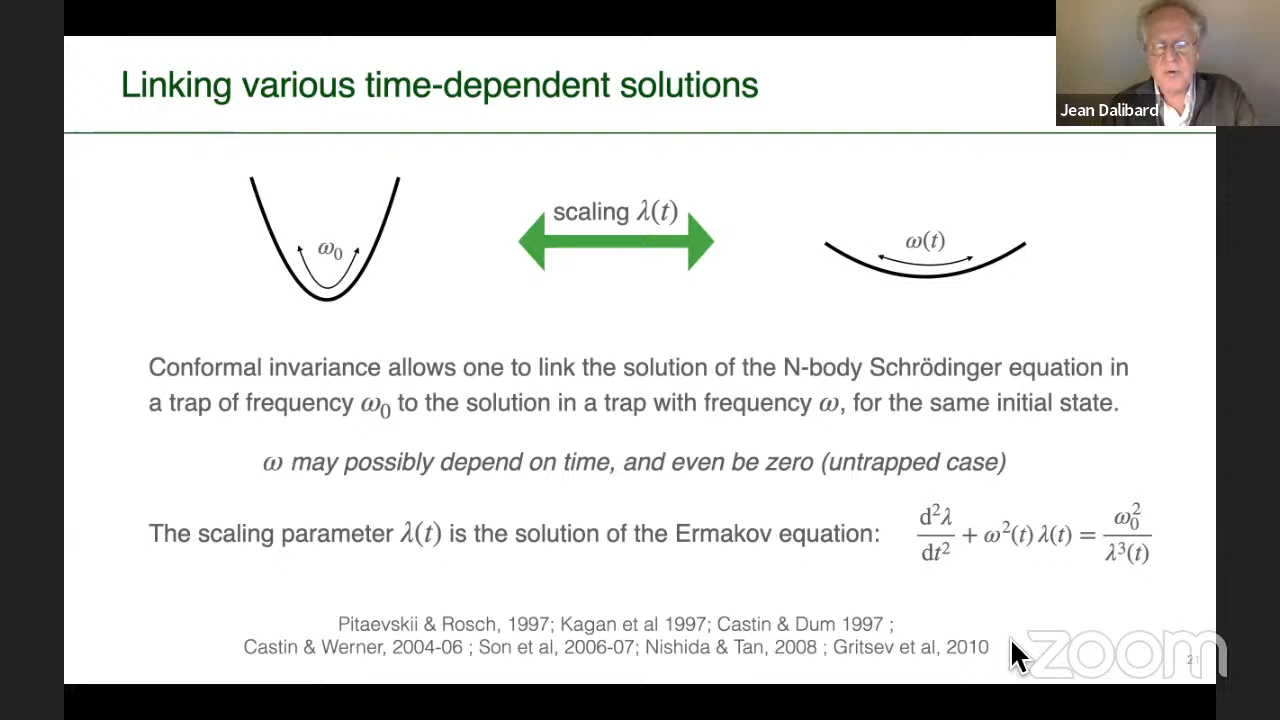 Linking various time-dependent solutions
Jean Dalibard
scaling λ(t)
ω₀
ω(t)
Conformal invariance allows one to link the solution of the N-body Schrödinger equation in
a trap of frequency ω₀ to the solution in a trap with frequency ω, for the same initial state.
ω may possibly depend on time, and even be zero (untrapped case)
The scaling parameter λ(t) is the solution of the Ermakov equation: d²λ/dt² + ω²(t) λ(t) = ω₀²/λ³(t)
Pitaevskii & Rosch, 1997; Kagan et al 1997; Castin & Dum 1997 ;
Castin & Werner, 2004-06 ; Son et al, 2006-07; Nishida & Tan, 2008 ; Gritsev et al, 2010
zoom
21